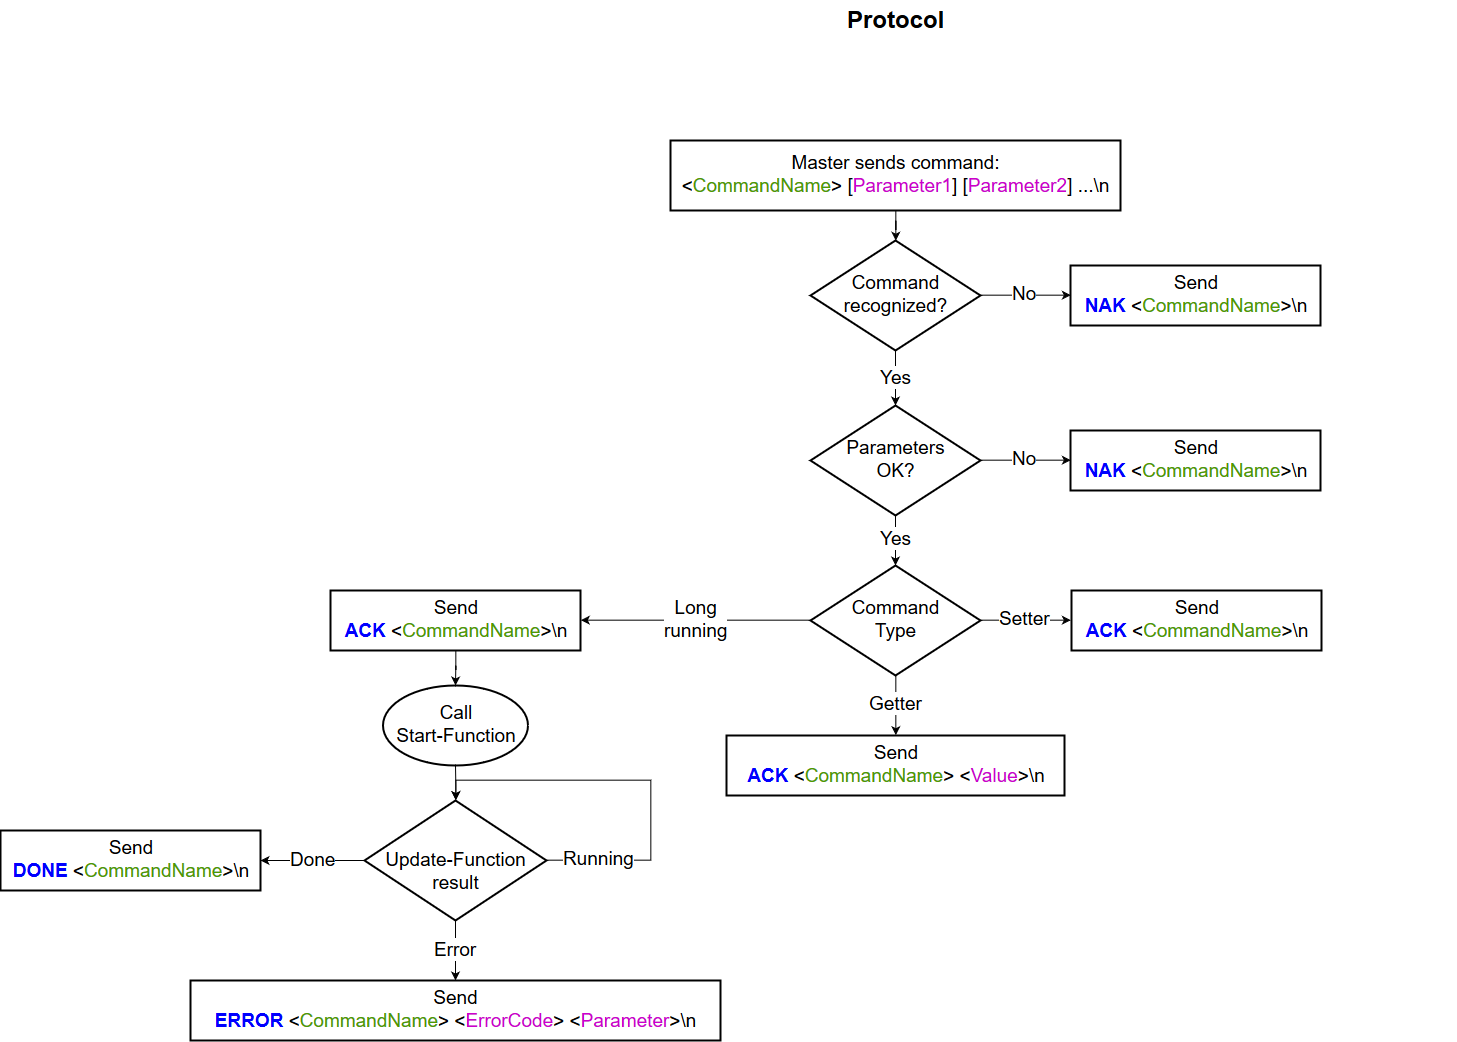 Protocol
Master sends command:
<CommandName> [Parameter1] [Parameter2] ...\n
Command
recognized?
No
Send
NAK <CommandName>\n
Yes
Parameters
OK?
No
Send
NAK <CommandName>\n
Yes
Command
Type
Setter
Send
ACK <CommandName>\n
Long
running
Send
ACK <CommandName>\n
Getter
Send
ACK <CommandName> <Value>\n
Call
Start-Function
Update-Function
result
Running
Done
Send
DONE <CommandName>\n
Error
Send
ERROR <CommandName> <ErrorCode> <Parameter>\n